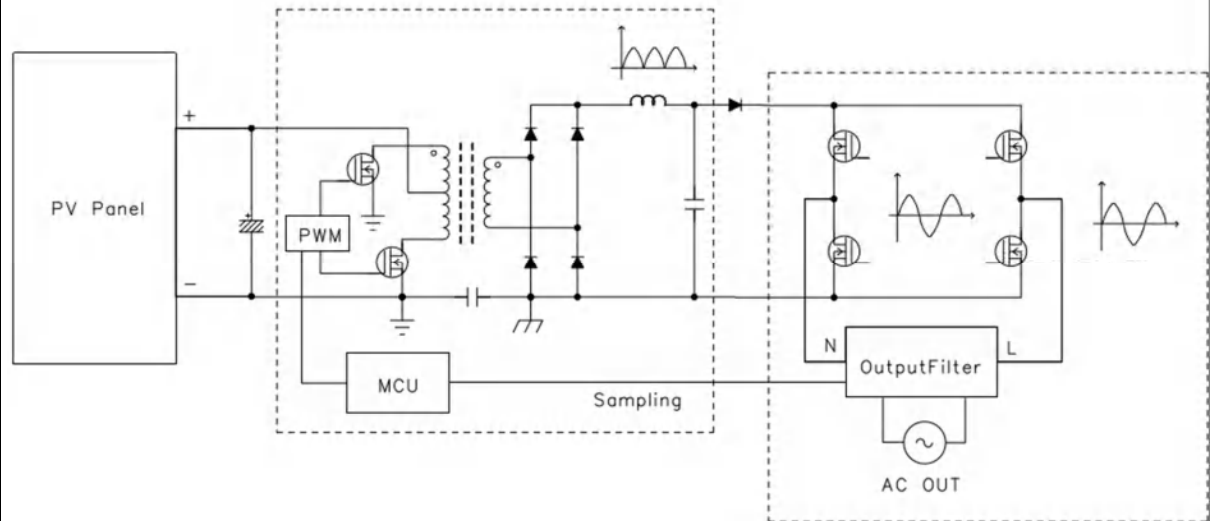 +
PV Panel
PWM
−
N
L
OutputFilter
MCU
Sampling
AC OUT